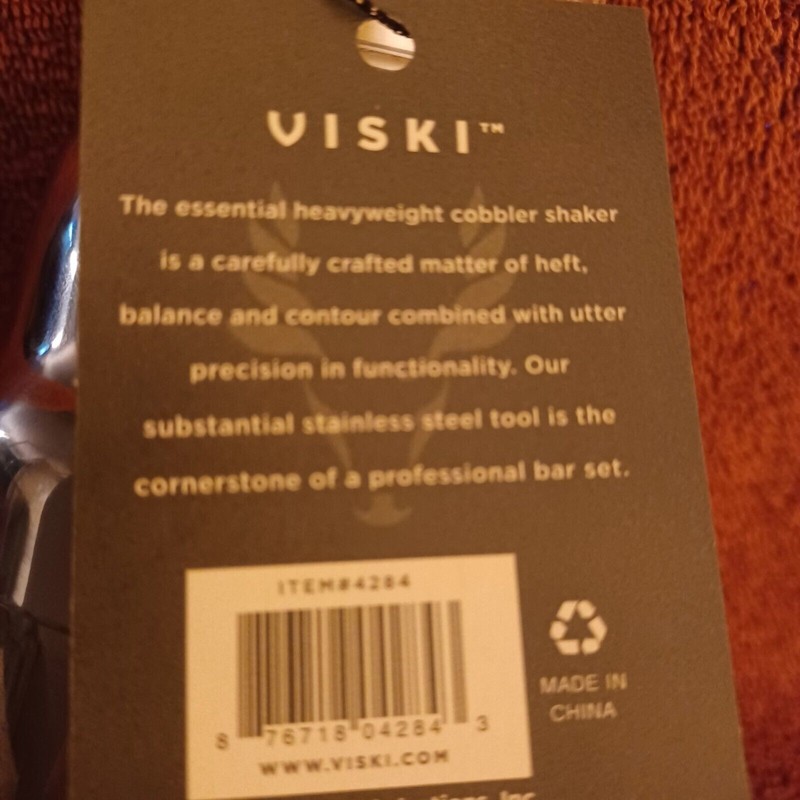 VISKI™
The essential heavyweight cobbler shaker
is a carefully crafted matter of heft,
balance and contour combined with utter
precision in functionality. Our
substantial stainless steel tool is the
cornerstone of a professional bar set.
ITEM#4284
8 76718 04284 3
WWW.VISKI.COM
MADE IN
CHINA
Inc